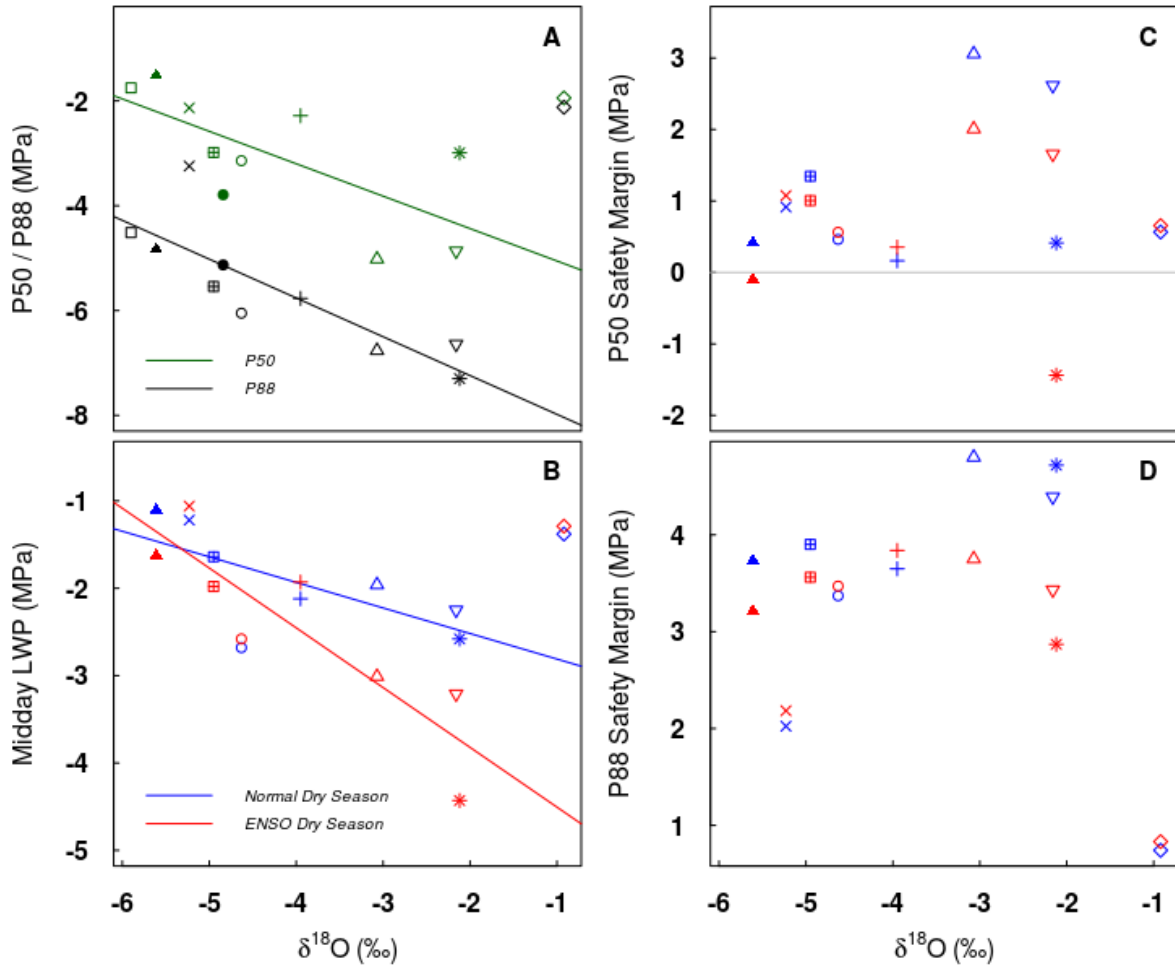 A
P50 / P88 (MPa)
-2
-4
-6
-8
P50
P88
C
P50 Safety Margin (MPa)
3
2
1
0
-1
-2
B
Midday LWP (MPa)
-1
-2
-3
-4
-5
Normal Dry Season
ENSO Dry Season
-6 -5 -4 -3 -2 -1
δ18O (‰)
D
P88 Safety Margin (MPa)
4
3
2
1
-6 -5 -4 -3 -2 -1
δ18O (‰)